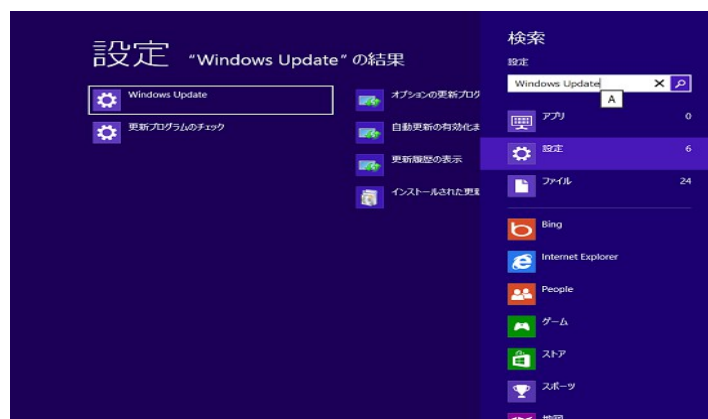 設定 "Windows Update" の結果
Windows Update
更新プログラムのチェック
オプションの更新プログ
自動更新の有効化ま
更新履歴の表示
インストールされた更新
検索
設定
Windows Update
A
アプリ 0
設定 6
ファイル 24
Bing
Internet Explorer
People
ゲーム
ストア
スポーツ
地図